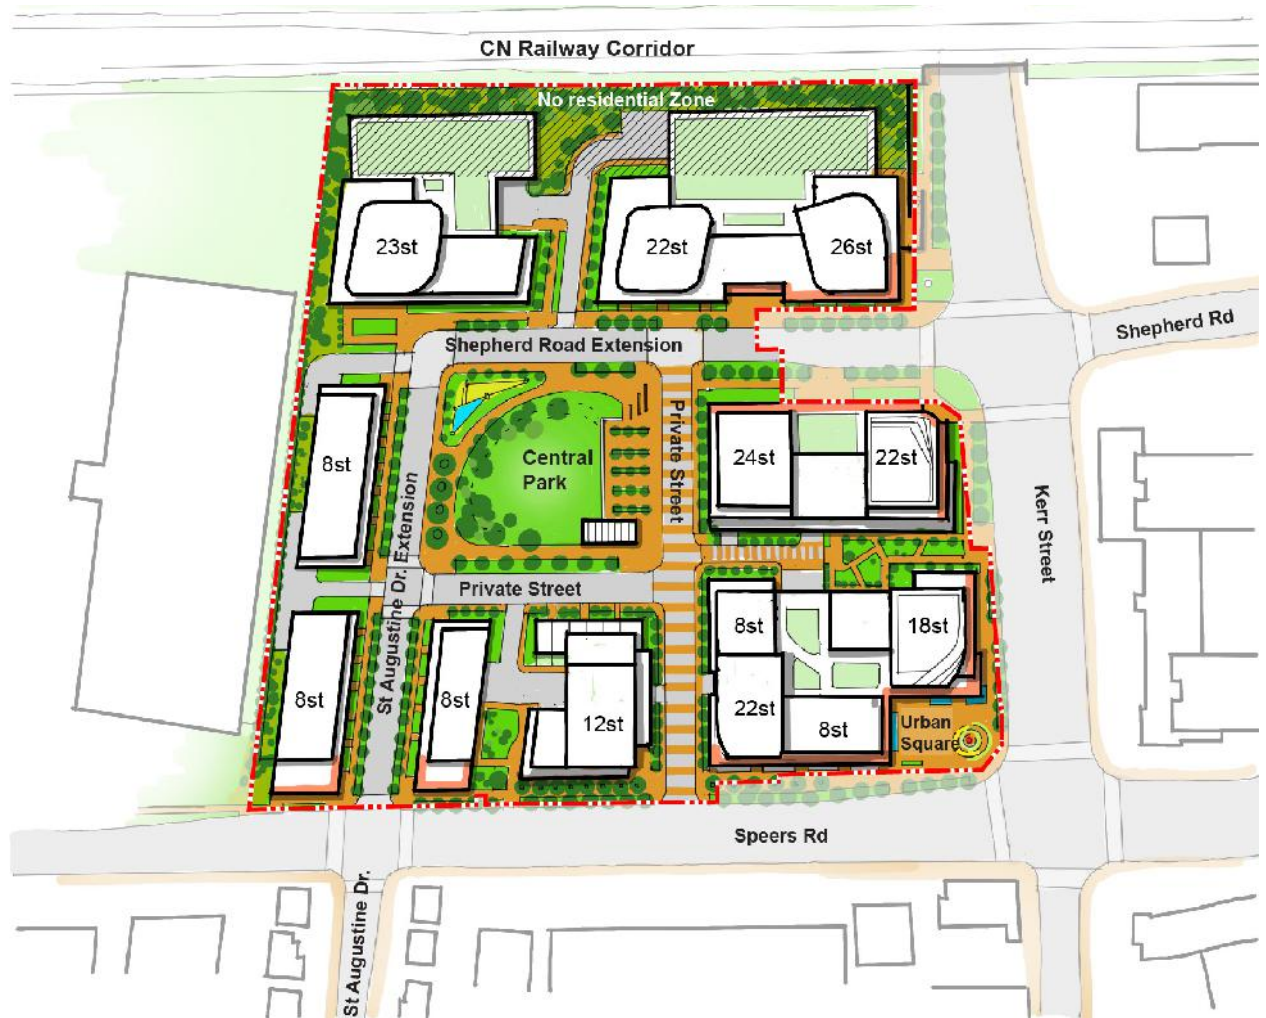 CN Railway Corridor
No residential Zone
23st
22st
26st
Shepherd Rd
Shepherd Road Extension
Private Street
24st
22st
8st
Central
Park
Kerr Street
St Augustine Dr. Extension
Private Street
8st
18st
8st
8st
12st
22st
8st
Urban
Square
Speers Rd
St Augustine Dr.